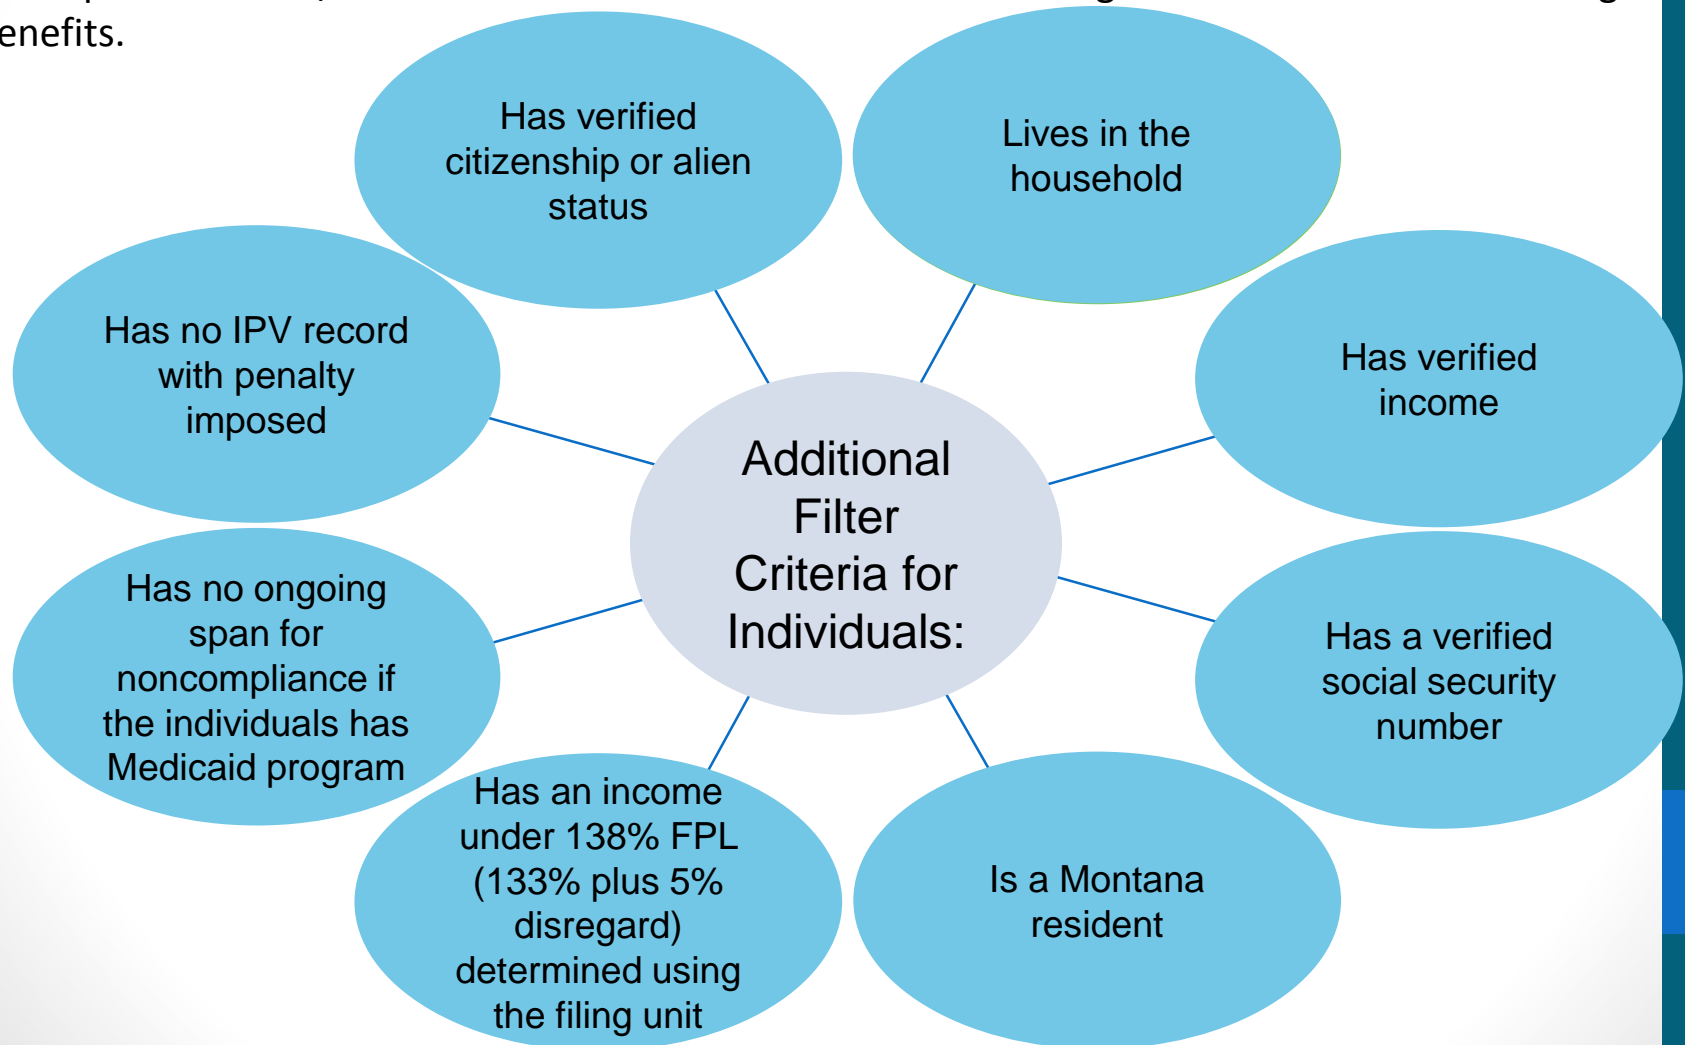 enefits.
Has verified
citizenship or alien
status
Lives in the
household
Has verified
income
Has a verified
social security
number
Is a Montana
resident
Has an income
under 138% FPL
(133% plus 5%
disregard)
determined using
the filing unit
Has no ongoing
span for
noncompliance if
the individuals has
Medicaid program
Has no IPV record
with penalty
imposed
Additional
Filter
Criteria for
Individuals: